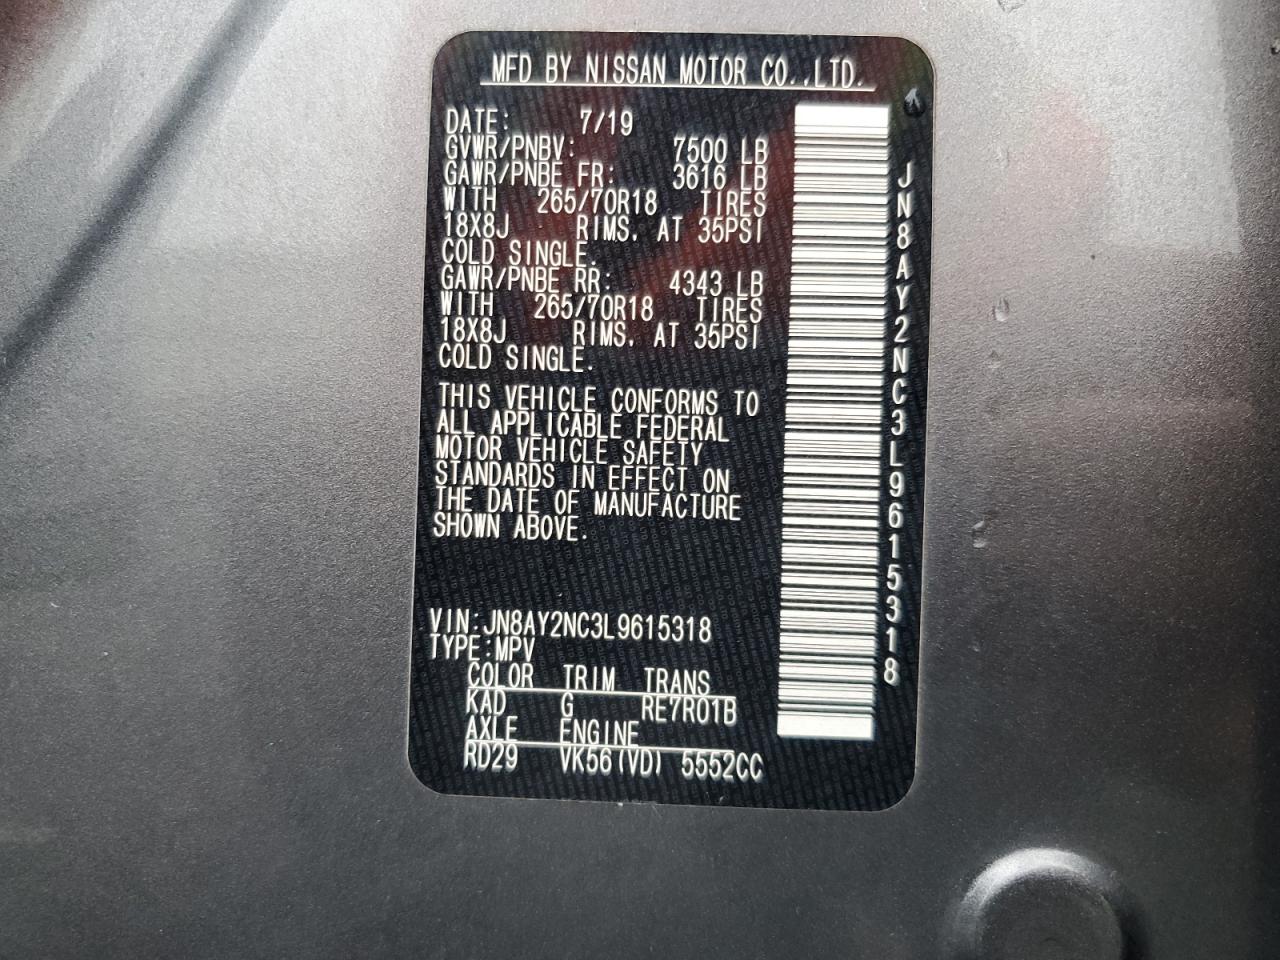 MFD BY NISSAN MOTOR CO.,LTD.
DATE: 7/19
GVWR/PNBV: 7500 LB
GAWR/PNBE FR: 3616 LB
WITH 265/70R18 TIRES
18X8J RIMS. AT 35PSI
COLD SINGLE.
GAWR/PNBE RR: 4343 LB
WITH 265/70R18 TIRES
18X8J RIMS. AT 35PSI
COLD SINGLE.
THIS VEHICLE CONFORMS TO
ALL APPLICABLE FEDERAL
MOTOR VEHICLE SAFETY
STANDARDS IN EFFECT ON
THE DATE OF MANUFACTURE
SHOWN ABOVE.
VIN:JN8AY2NC3L9615318
TYPE:MPV
COLOR TRIM TRANS
KAD G RE7R01B
AXLE ENGINE
RD29 VK56(VD) 5552CC
JN8AY2NC3L9615318